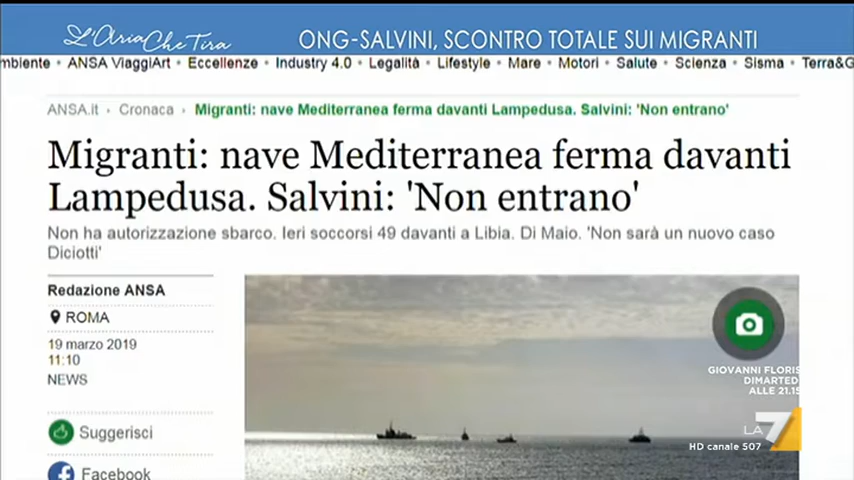 L'Aria Che Tira
ONG-SALVINI, SCONTRO TOTALE SUI MIGRANTI
mbiente • ANSA ViaggiArt • Eccellenze • Industry 4.0 • Legalità • Lifestyle • Mare • Motori • Salute • Scienza • Sisma • Terra&G
ANSA.it › Cronaca › Migranti: nave Mediterranea ferma davanti Lampedusa. Salvini: 'Non entrano'
Migranti: nave Mediterranea ferma davanti
Lampedusa. Salvini: 'Non entrano'
Non ha autorizzazione sbarco. Ieri soccorsi 49 davanti a Libia. Di Maio. 'Non sarà un nuovo caso
Diciotti'
Redazione ANSA
ROMA
19 marzo 2019
11:10
NEWS
Suggerisci
Facebook
GIOVANNI FLORIS
DIMARTED
ALLE 21.15
LA 7
HD canale 507